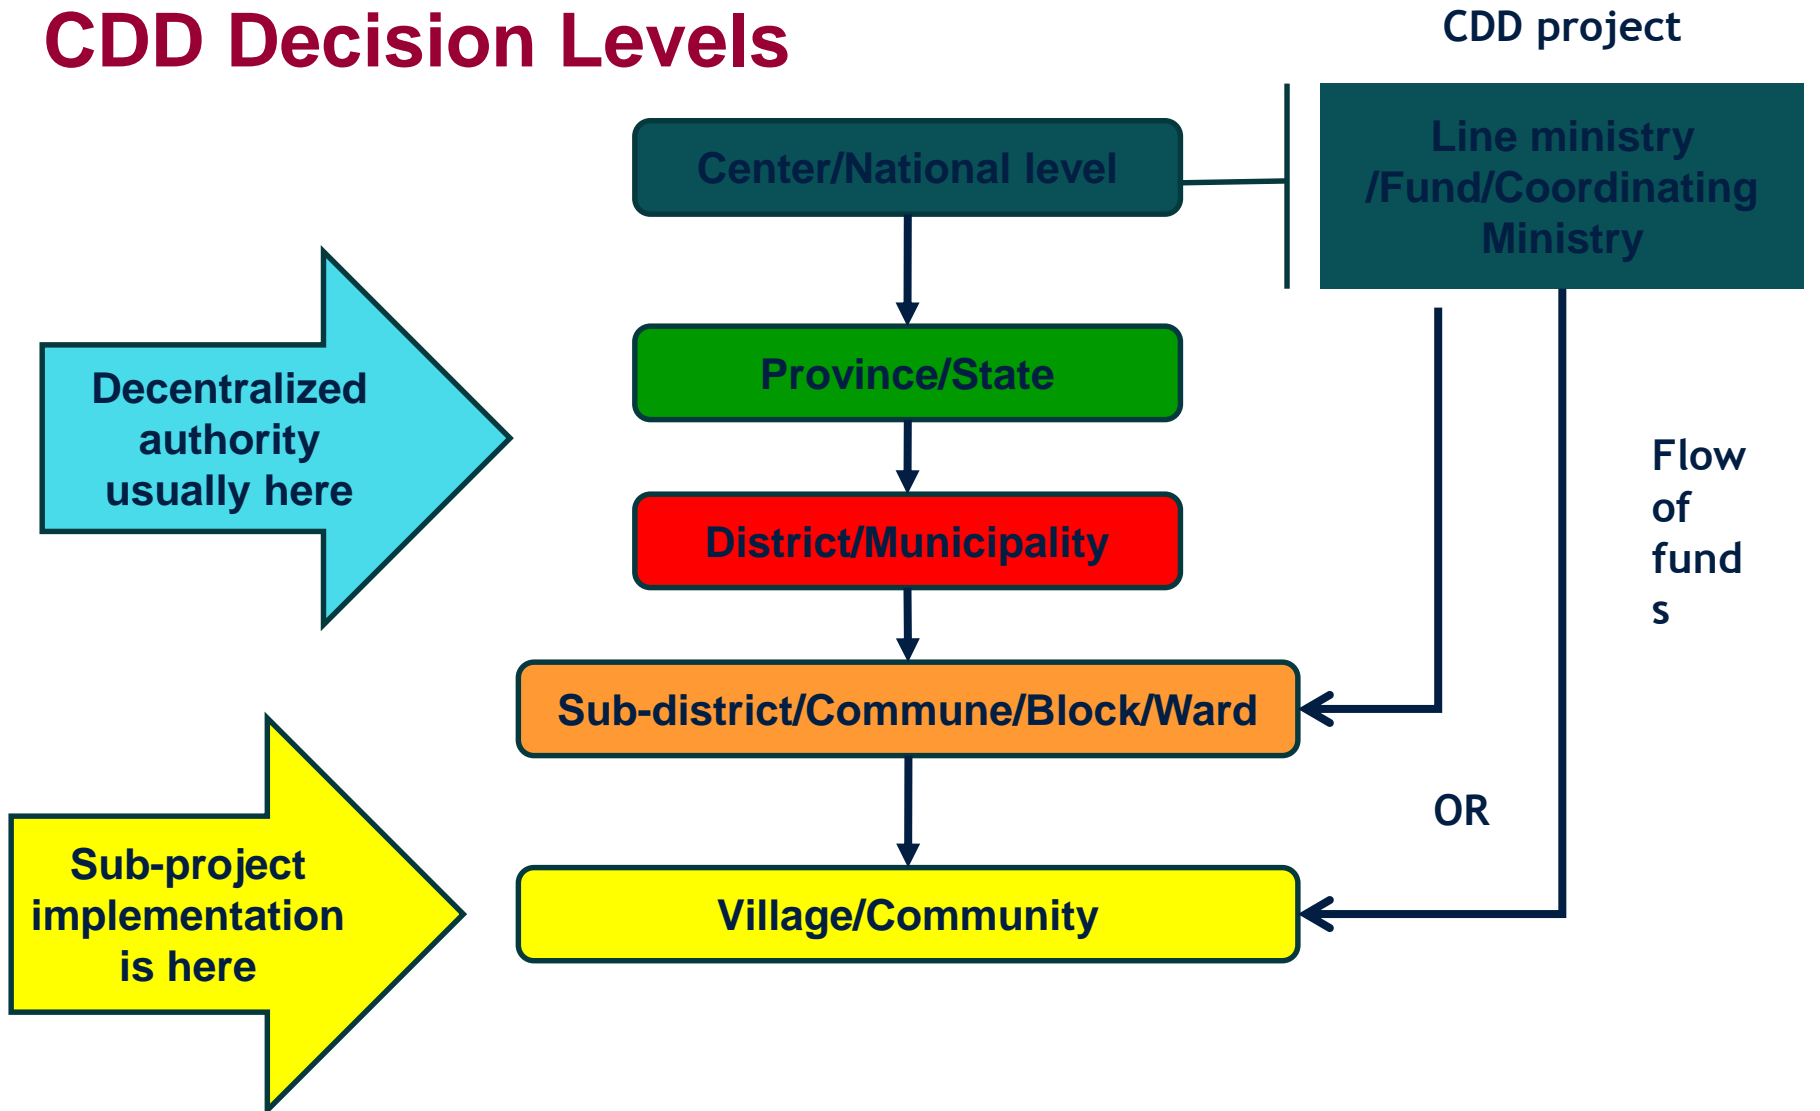 CDD Decision Levels
CDD project
Center/National level
Line ministry
/Fund/Coordinating
Ministry
Province/State
Decentralized
authority
usually here
District/Municipality
Flow
of
fund
s
Sub-district/Commune/Block/Ward
OR
Sub-project
implementation
is here
Village/Community